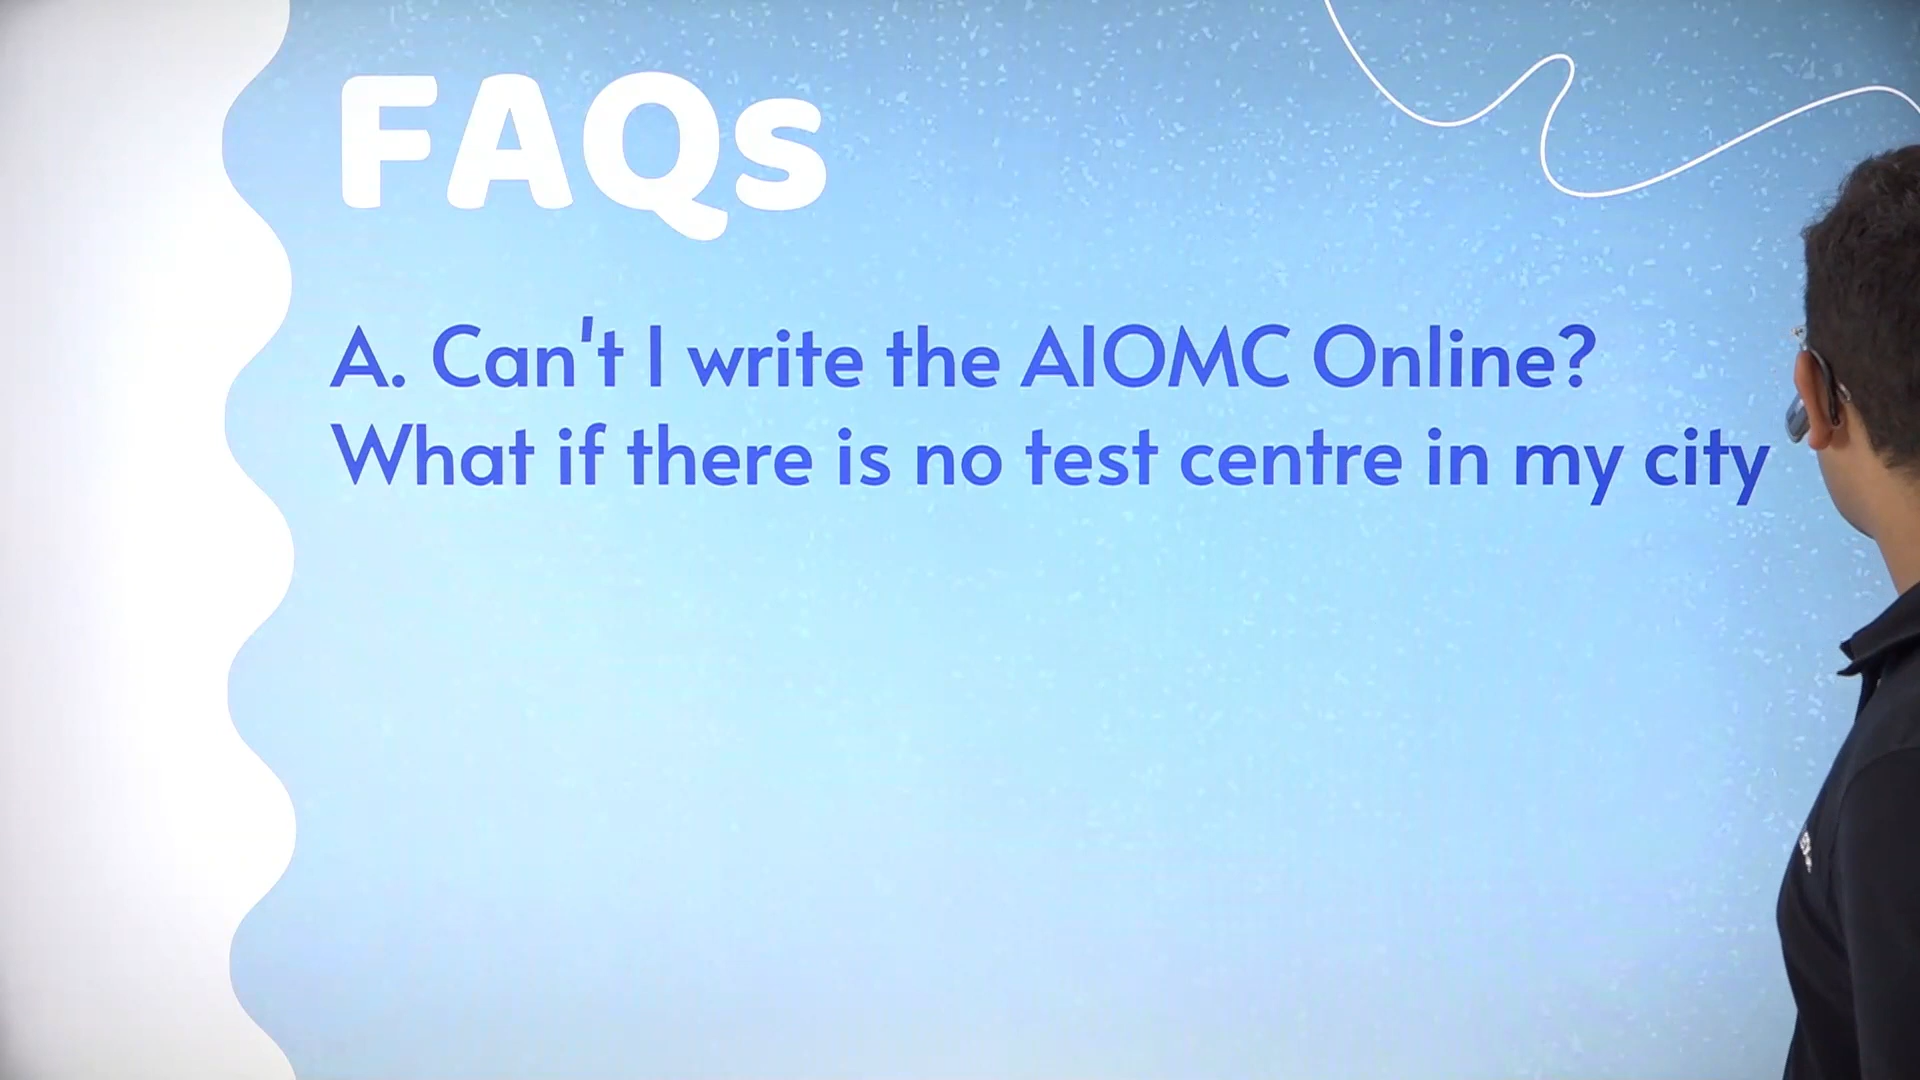 FAQs
A. Can't I write the AIOMC Online?
What if there is no test centre in my city